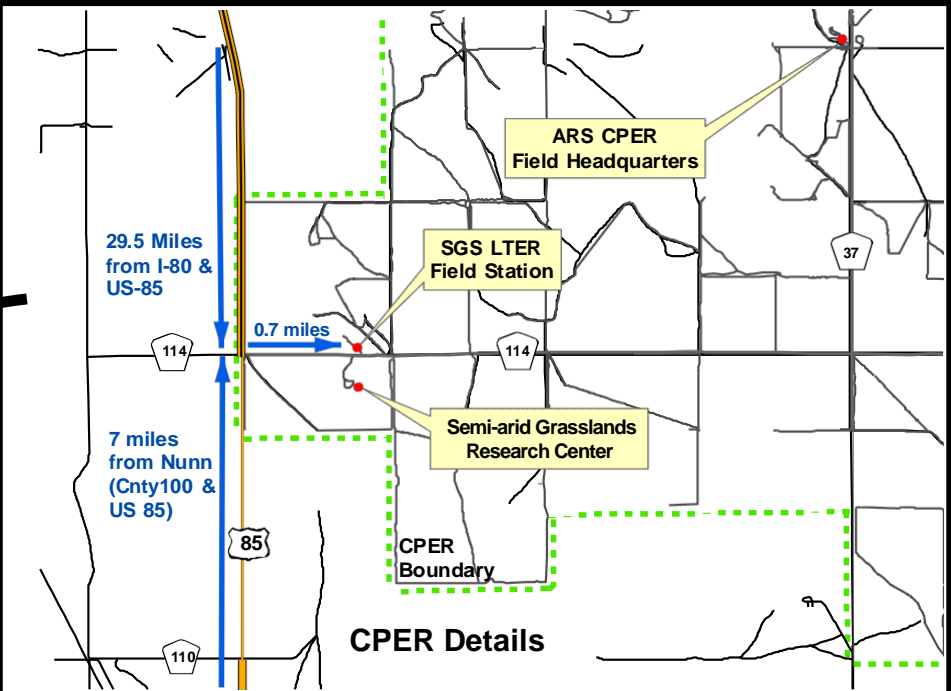 ARS CPER
Field Headquarters
29.5 Miles
from I-80 &
US-85
SGS LTER
Field Station
37
0.7 miles
114
114
7 miles
from Nunn
(Cnty100 &
US 85)
Semi-arid Grasslands
Research Center
85
CPER
Boundary
CPER Details
110